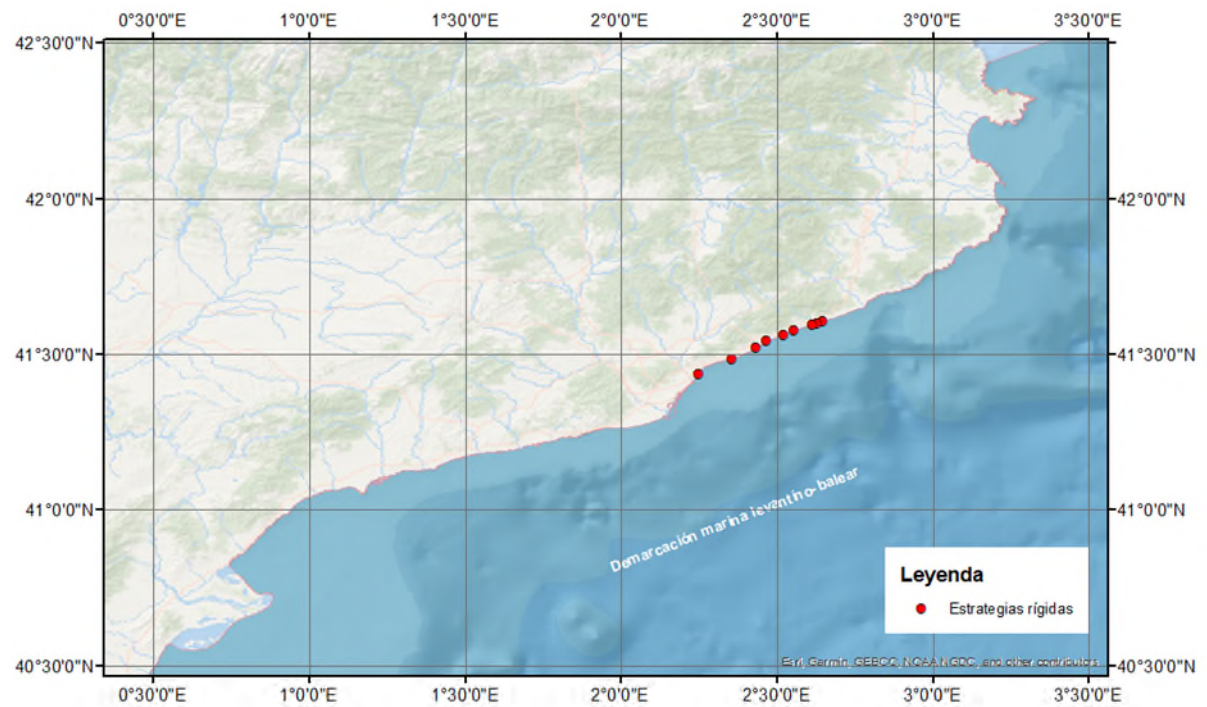 0°30'0"E 1°0'0"E 1°30'0"E 2°0'0"E 2°30'0"E 3°0'0"E 3°30'0"E
42°30'0"N
42°0'0"N 42°0'0"N
41°30'0"N 41°30'0"N
41°0'0"N 41°0'0"N
Demarcación marina levantino-balear
Leyenda
Estrategias rígidas
Esri, Garmin, GEBCO, NOAA NGDC, and other contributors
40°30'0"N 40°30'0"N
0°30'0"E 1°0'0"E 1°30'0"E 2°0'0"E 2°30'0"E 3°0'0"E 3°30'0"E